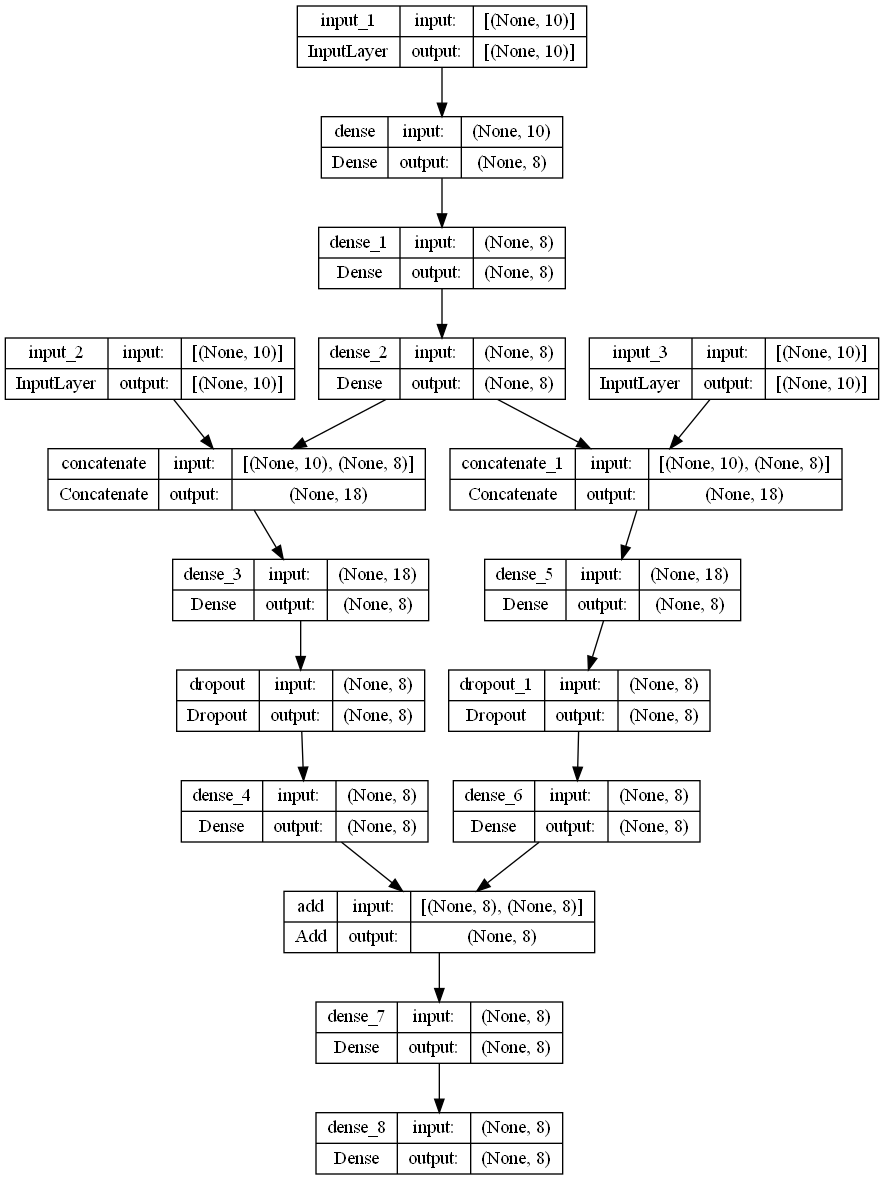 input_1 input: [(None, 10)]
InputLayer output: [(None, 10)]
dense input: (None, 10)
Dense output: (None, 8)
dense_1 input: (None, 8)
Dense output: (None, 8)
input_2 input: [(None, 10)]
InputLayer output: [(None, 10)]
dense_2 input: (None, 8)
Dense output: (None, 8)
input_3 input: [(None, 10)]
InputLayer output: [(None, 10)]
concatenate input: [(None, 10), (None, 8)]
Concatenate output: (None, 18)
concatenate_1 input: [(None, 10), (None, 8)]
Concatenate output: (None, 18)
dense_3 input: (None, 18)
Dense output: (None, 8)
dense_5 input: (None, 18)
Dense output: (None, 8)
dropout input: (None, 8)
Dropout output: (None, 8)
dropout_1 input: (None, 8)
Dropout output: (None, 8)
dense_4 input: (None, 8)
Dense output: (None, 8)
dense_6 input: (None, 8)
Dense output: (None, 8)
add input: [(None, 8), (None, 8)]
Add output: (None, 8)
dense_7 input: (None, 8)
Dense output: (None, 8)
dense_8 input: (None, 8)
Dense output: (None, 8)